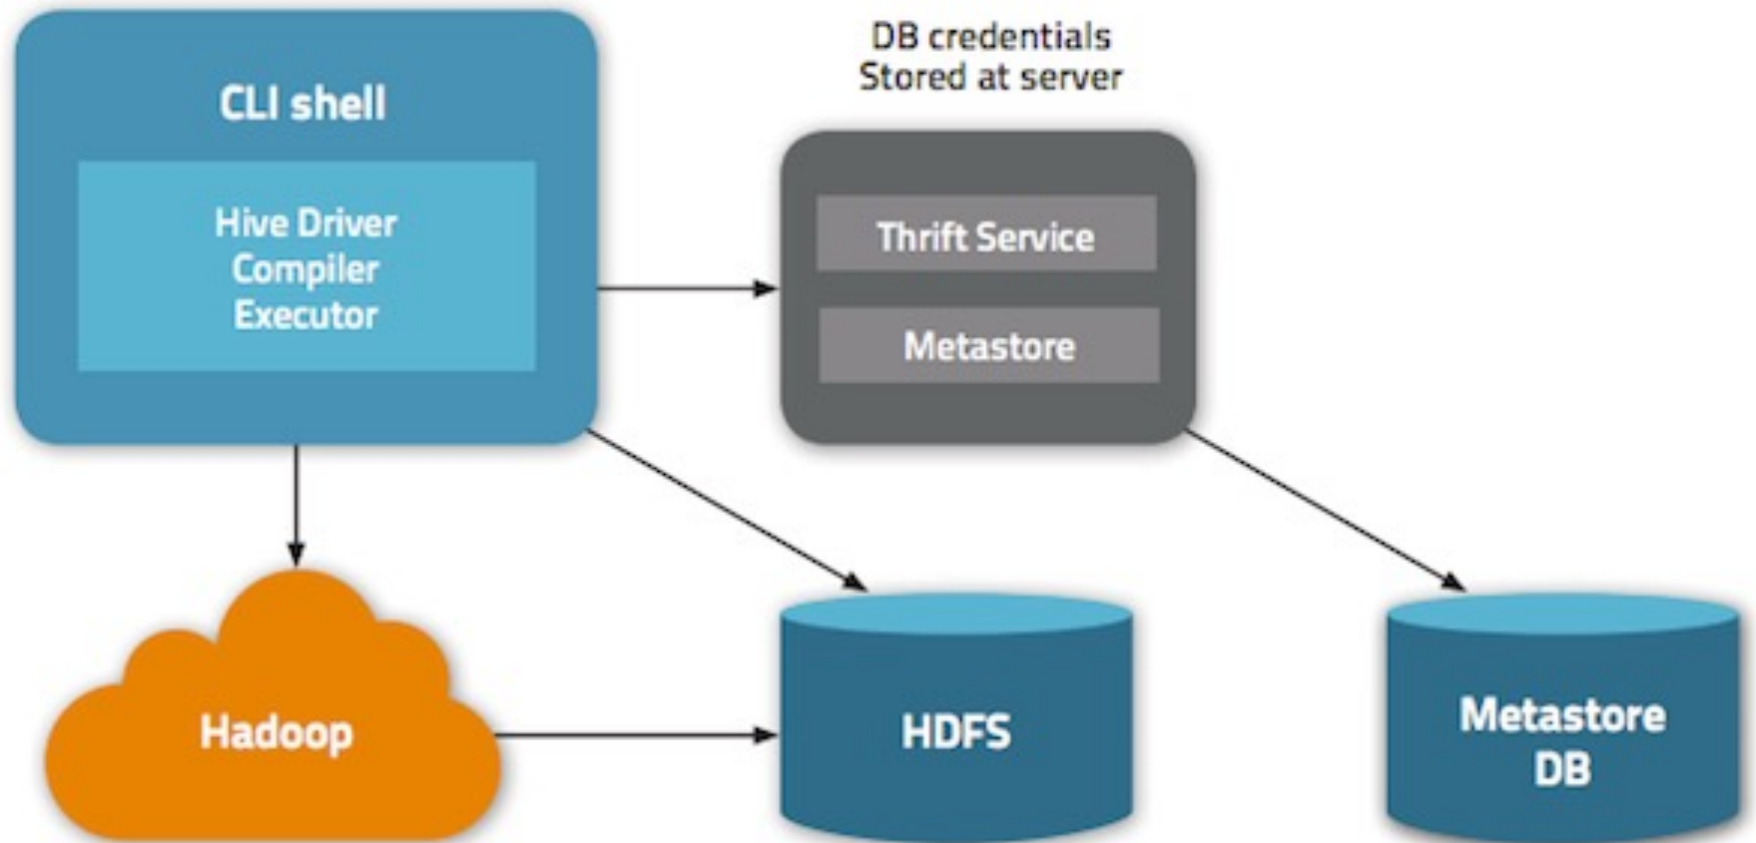 CLI shell
Hive Driver
Compiler
Executor
DB credentials
Stored at server
Thrift Service
Metastore
Hadoop
HDFS
Metastore
DB